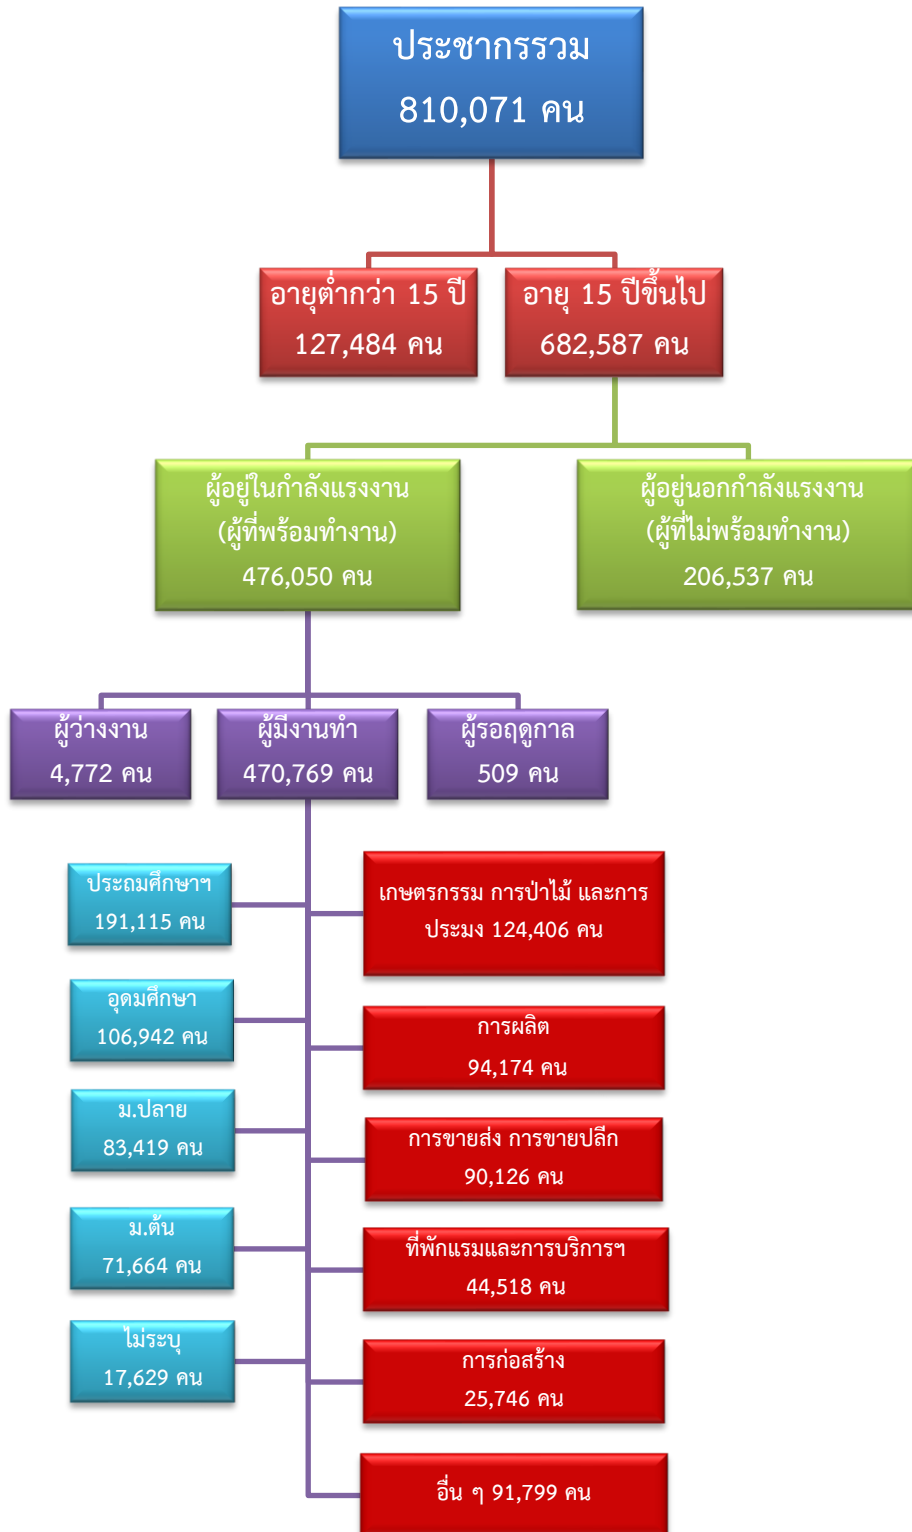 ประชากรรวม
810,071 คน
อายุต่ำกว่า 15 ปี
127,484 คน
อายุ 15 ปีขึ้นไป
682,587 คน
ผู้อยู่ในกำลังแรงงาน
(ผู้ที่พร้อมทำงาน)
476,050 คน
ผู้อยู่นอกกำลังแรงงาน
(ผู้ที่ไม่พร้อมทำงาน)
206,537 คน
ผู้ว่างงาน
4,772 คน
ผู้มีงานทำ
470,769 คน
ผู้รอฤดูกาล
509 คน
ประถมศึกษาฯ
191,115 คน
อุดมศึกษา
106,942 คน
ม.ปลาย
83,419 คน
ม.ต้น
71,664 คน
ไม่ระบุ
17,629 คน
เกษตรกรรม การป่าไม้ และการ
ประมง 124,406 คน
การผลิต
94,174 คน
การขายส่ง การขายปลีก
90,126 คน
ที่พักแรมและการบริการฯ
44,518 คน
การก่อสร้าง
25,746 คน
อื่น ๆ 91,799 คน